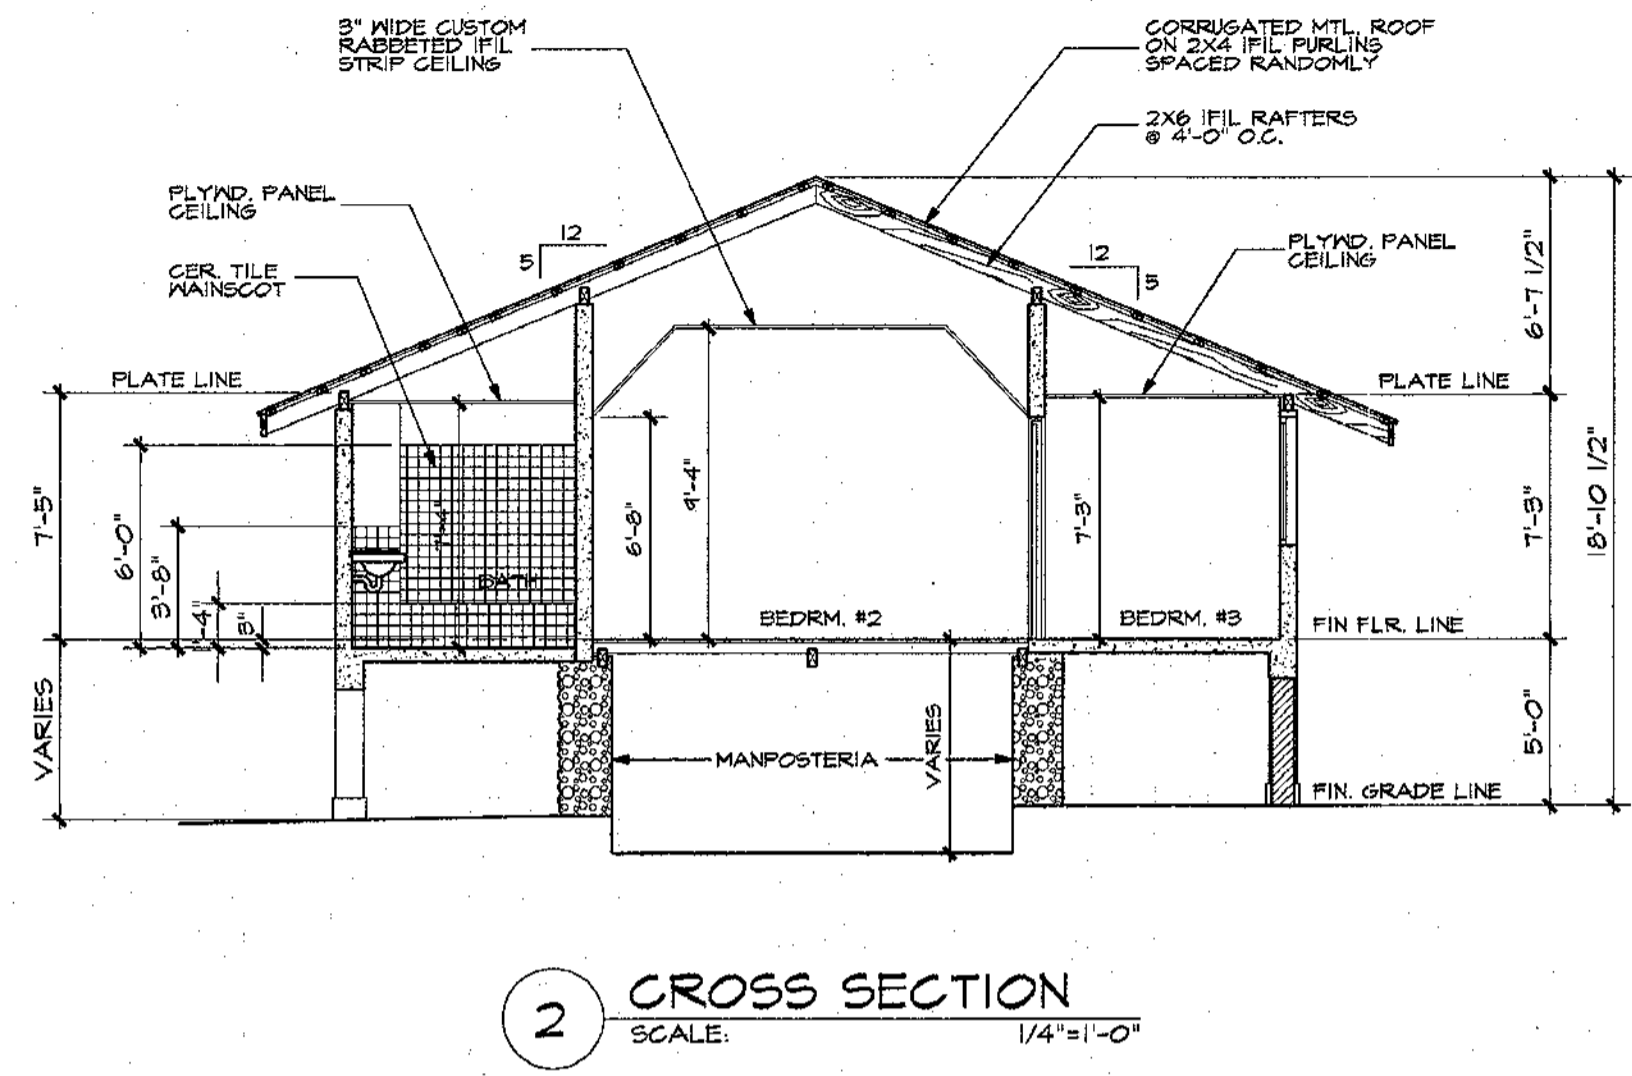 3" WIDE CUSTOM
RABBETED IFIL
STRIP CEILING
CORRUGATED MTL. ROOF
ON 2X4 IFIL PURLINS
SPACED RANDOMLY
2X6 IFIL RAFTERS
@ 4'-0" O.C.
PLYWD. PANEL
CEILING
12
5
CER. TILE
WAINSCOT
12
5
PLYWD. PANEL
CEILING
6'-7 1/2"
PLATE LINE
PLATE LINE
18'-10 1/2"
7'-5"
6'-0"
3'-8"
8"
BATH
6'-8"
9'-4"
7'-3"
7'-3"
BEDRM. #2
BEDRM. #3
FIN FLR. LINE
VARIES
MANPOSTERIA
VARIES
5'-0"
FIN. GRADE LINE
2
CROSS SECTION
SCALE:
1/4"=1'-0"